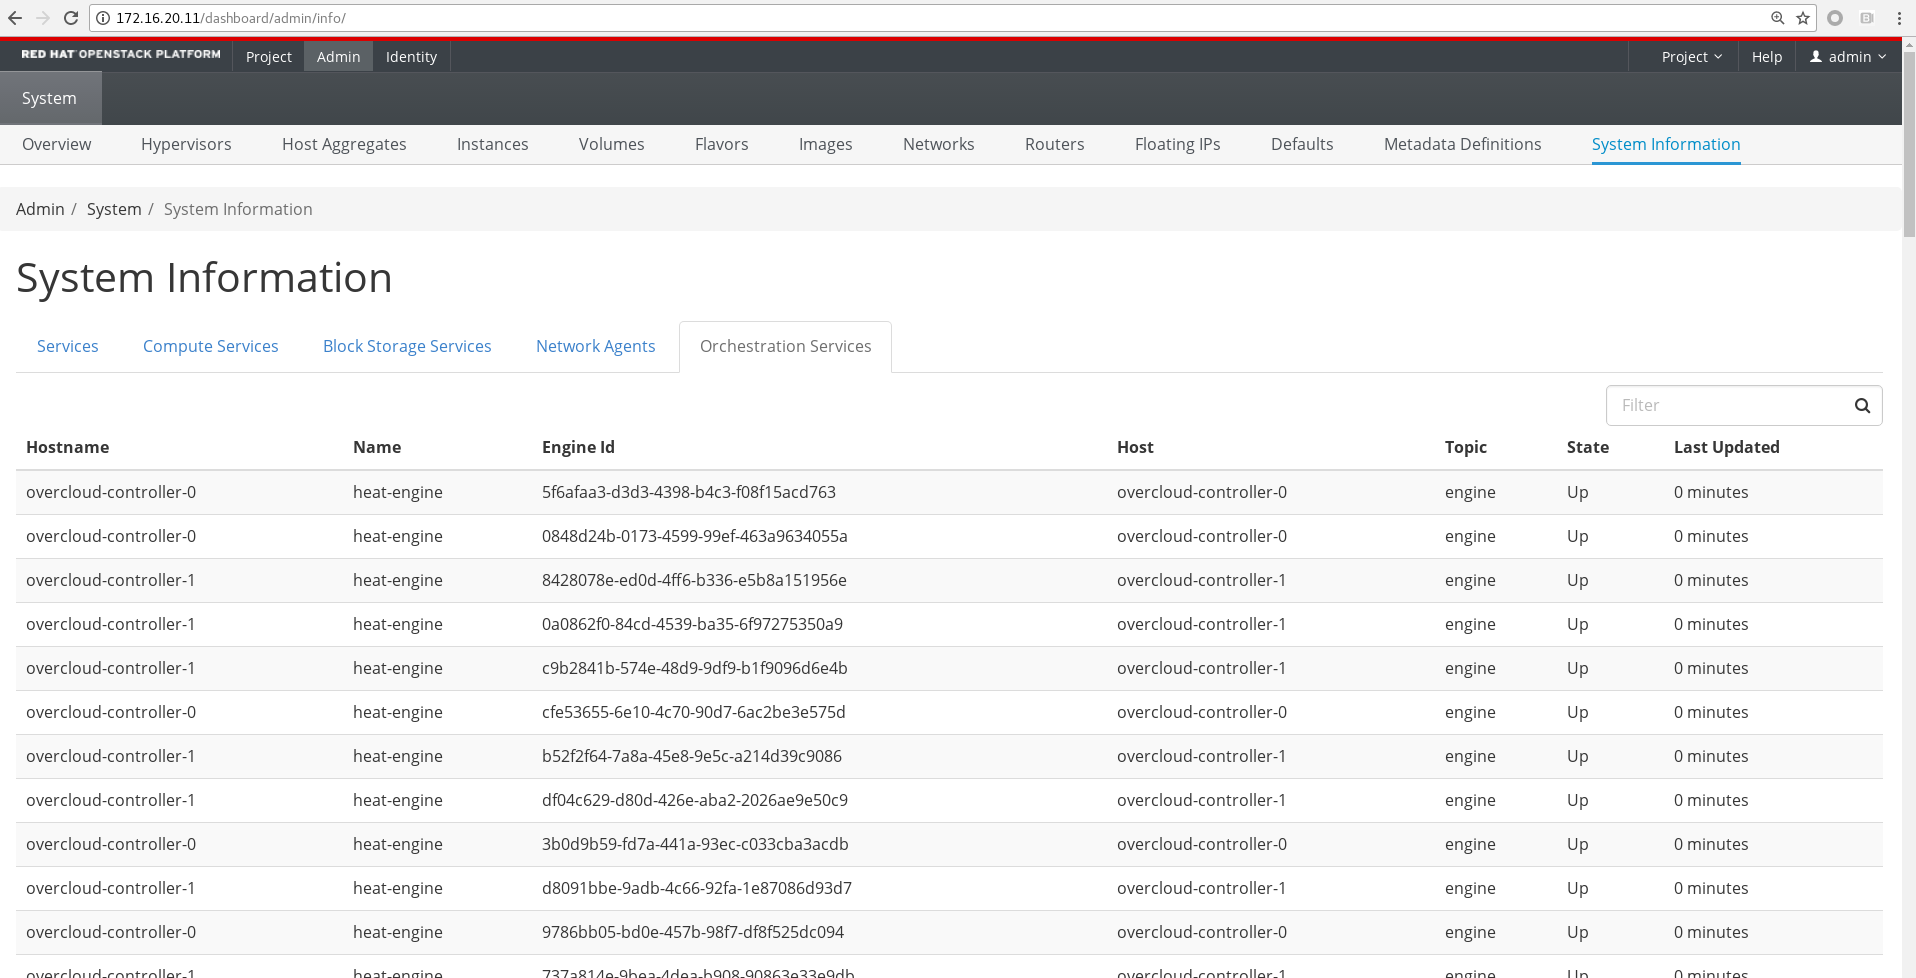 172.16.20.11/dashboard/admin/info/
RED HAT OPENSTACK PLATFORM Project Admin Identity Project Help admin
System
Overview Hypervisors Host Aggregates Instances Volumes Flavors Images Networks Routers Floating IPs Defaults Metadata Definitions System Information
Admin / System / System Information
System Information
Services Compute Services Block Storage Services Network Agents Orchestration Services
Filter
Hostname Name Engine Id Host Topic State Last Updated
overcloud-controller-0 heat-engine 5f6afaa3-d3d3-4398-b4c3-f08f15acd763 overcloud-controller-0 engine Up 0 minutes
overcloud-controller-0 heat-engine 0848d24b-0173-4599-99ef-463a9634055a overcloud-controller-0 engine Up 0 minutes
overcloud-controller-1 heat-engine 8428078e-ed0d-4ff6-b336-e5b8a151956e overcloud-controller-1 engine Up 0 minutes
overcloud-controller-1 heat-engine 0a0862f0-84cd-4539-ba35-6f97275350a9 overcloud-controller-1 engine Up 0 minutes
overcloud-controller-1 heat-engine c9b2841b-574e-48d9-9df9-b1f9096d6e4b overcloud-controller-1 engine Up 0 minutes
overcloud-controller-0 heat-engine cfe53655-6e10-4c70-90d7-6ac2be3e575d overcloud-controller-0 engine Up 0 minutes
overcloud-controller-1 heat-engine b52f2f64-7a8a-45e8-9e5c-a214d39c9086 overcloud-controller-1 engine Up 0 minutes
overcloud-controller-1 heat-engine df04c629-d80d-426e-aba2-2026ae9e50c9 overcloud-controller-1 engine Up 0 minutes
overcloud-controller-0 heat-engine 3b0d9b59-fd7a-441a-93ec-c033cba3acdb overcloud-controller-0 engine Up 0 minutes
overcloud-controller-1 heat-engine d8091bbe-9adb-4c66-92fa-1e87086d93d7 overcloud-controller-1 engine Up 0 minutes
overcloud-controller-0 heat-engine 9786bb05-bd0e-457b-98f7-df8f525dc094 overcloud-controller-0 engine Up 0 minutes
overcloud-controller-1 heat-engine 737a814e-9bea-4dea-b908-90863e33e9db overcloud-controller-1 engine Up 0 minutes